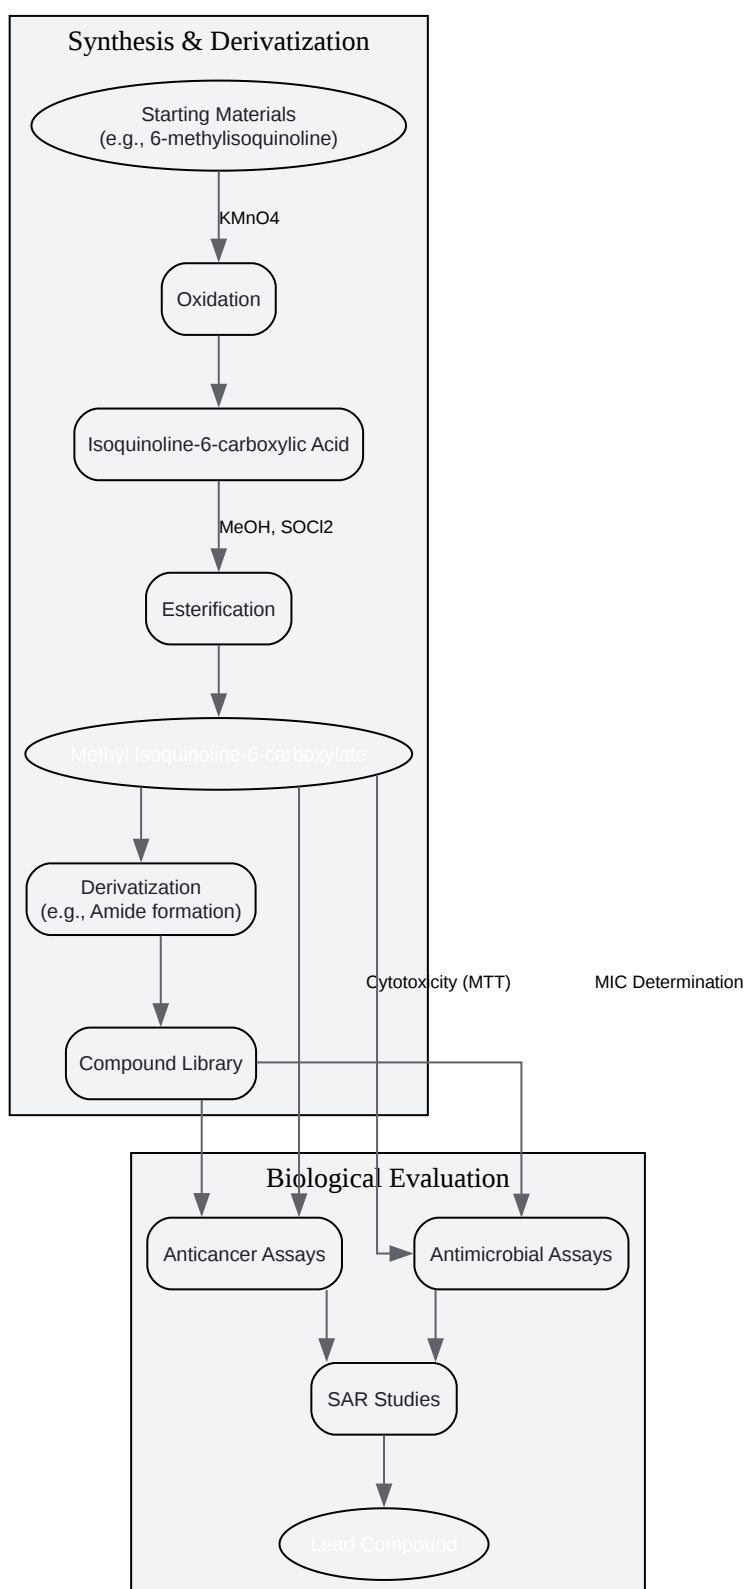 Synthesis & Derivatization
Starting Materials
(e.g., 6-methylisoquinoline)
KMnO4
Oxidation
Isoquinoline-6-carboxylic Acid
MeOH, SOCl2
Esterification
Methyl Isoquinoline-6-carboxylate
Derivatization
(e.g., Amide formation)
Cytotoxicity (MTT)
MIC Determination
Compound Library
Biological Evaluation
Anticancer Assays
Antimicrobial Assays
SAR Studies
Lead Compound